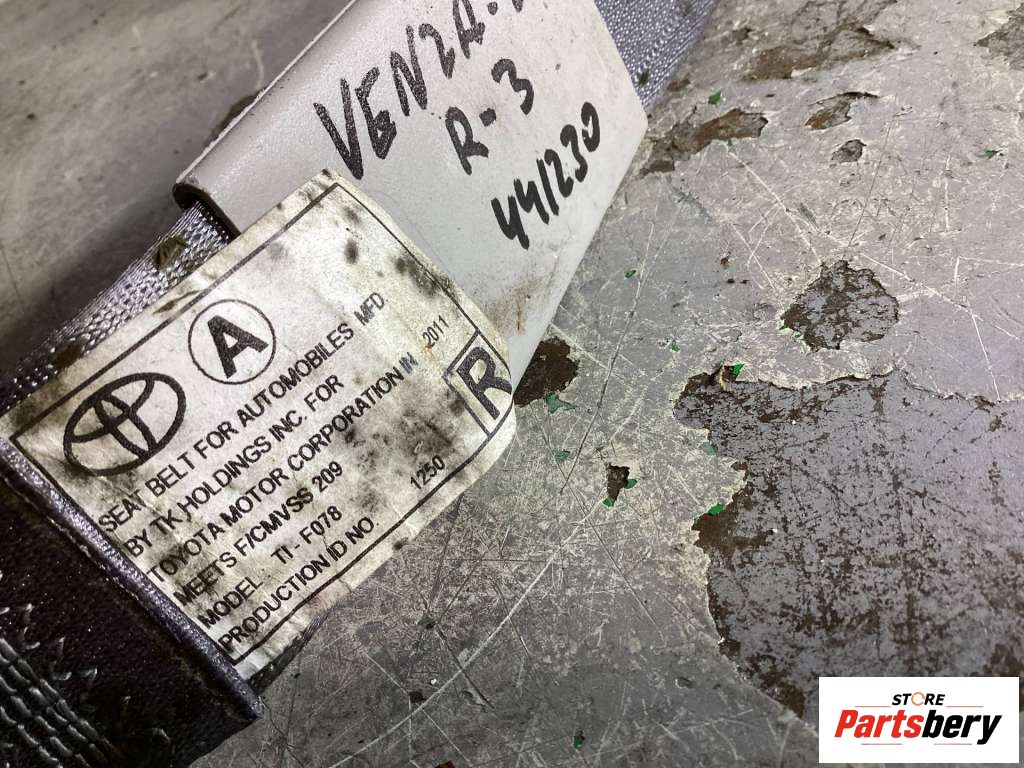 VENZA-
R-3
441230
A
SEAT BELT FOR AUTOMOBILES MFD
BY TK HOLDINGS INC. FOR
TOYOTA MOTOR CORPORATION IN 2011
MEETS F/CMVSS 209
MODEL TI - F078
PRODUCTION ID NO. 1250
R
STORE
Partsbery